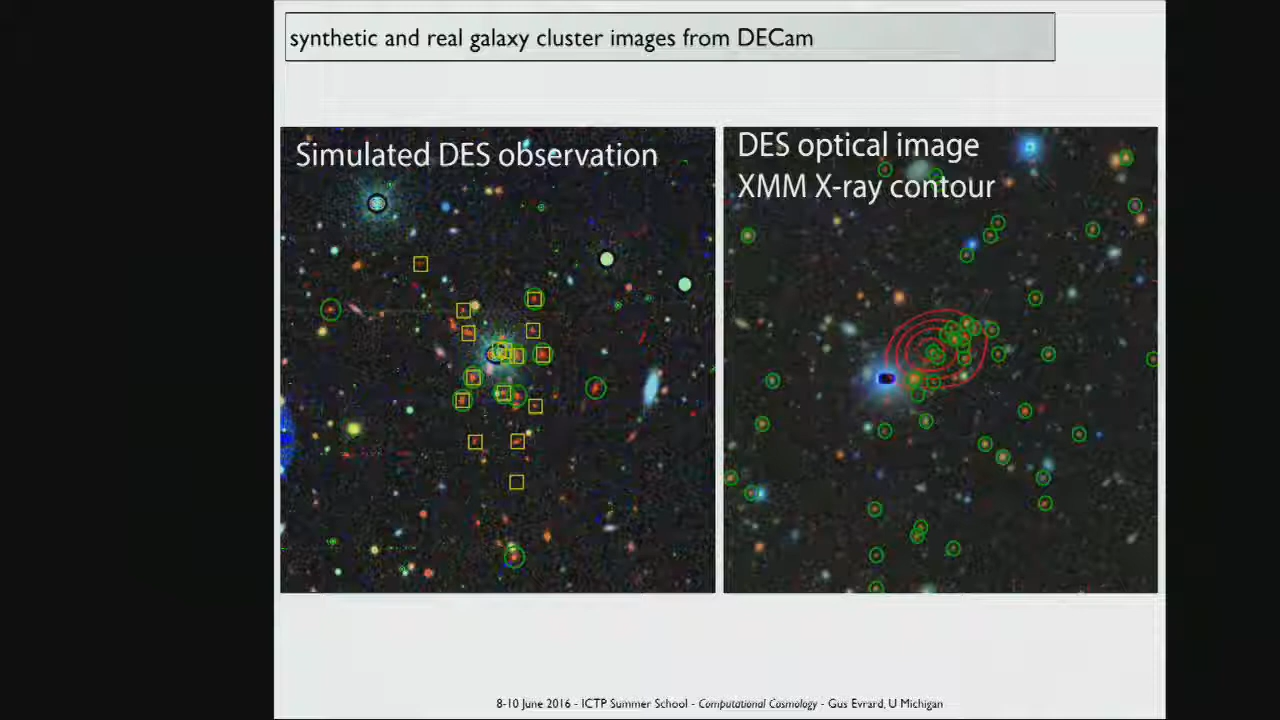 synthetic and real galaxy cluster images from DECam
Simulated DES observation
DES optical image
XMM X-ray contour
8-10 June 2016 - ICTP Summer School - Computational Cosmology - Gus Evrard, U Michigan